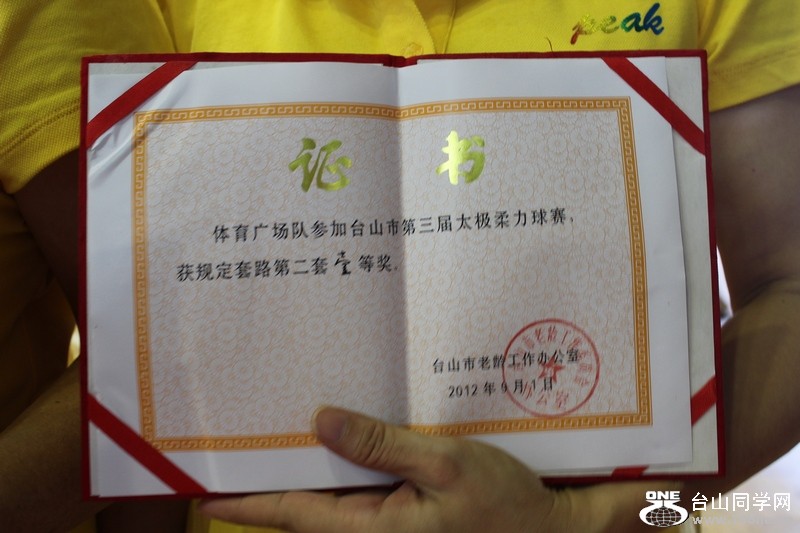 peak
证书
体育广场队参加台山市第三届太极柔力球赛，
获规定套路第二套壹等奖。
台山市老龄工作办公室
2012年9月1日
ONE
台山同学网